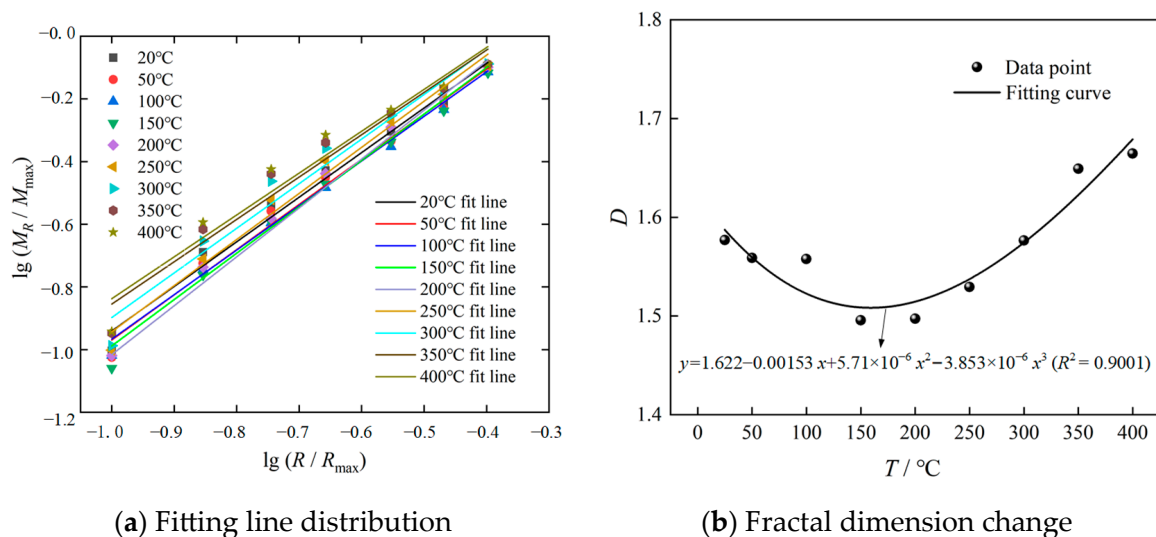 −0.0
−0.2
−0.4
−0.6
−0.8
−1.0
−1.2
lg (M_R / M_max)
20℃
50℃
100℃
150℃
200℃
250℃
300℃
350℃
400℃
20℃ fit line
50℃ fit line
100℃ fit line
150℃ fit line
200℃ fit line
250℃ fit line
300℃ fit line
350℃ fit line
400℃ fit line
−1.0 −0.9 −0.8 −0.7 −0.6 −0.5 −0.4 −0.3
lg (R / R_max)
(a) Fitting line distribution
1.8
1.7
1.6
1.5
1.4
D
Data point
Fitting curve
y=1.622−0.00153 x+5.71×10⁻⁶ x²−3.853×10⁻⁶ x³ (R² = 0.9001)
0 50 100 150 200 250 300 350 400
T / °C
(b) Fractal dimension change